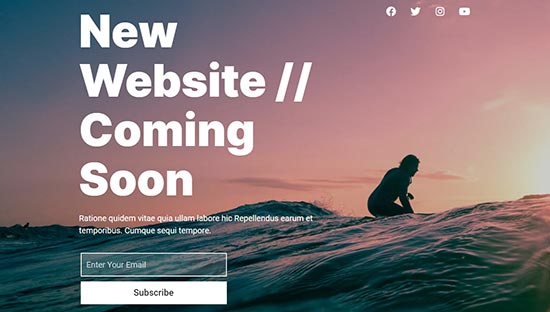 New
Website //
Coming
Soon
Ratione quidem vitae quia ullam labore hic Repellendus earum et
temporibus. Cumque sequi tempore.
Enter Your Email
Subscribe